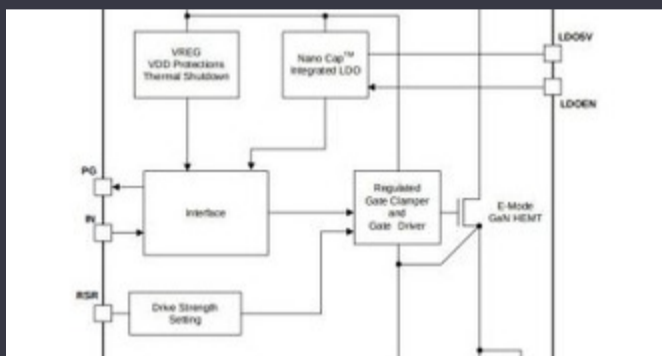 VREG
VDD Protections
Thermal Shutdown
Nano Cap™
Integrated LDO
LDO5V
LDOEN
PG
IN
Interface
Regulated
Gate Clamper
and
Gate Driver
E-Mode
GaN HEMT
RSR
Drive Strength
Setting